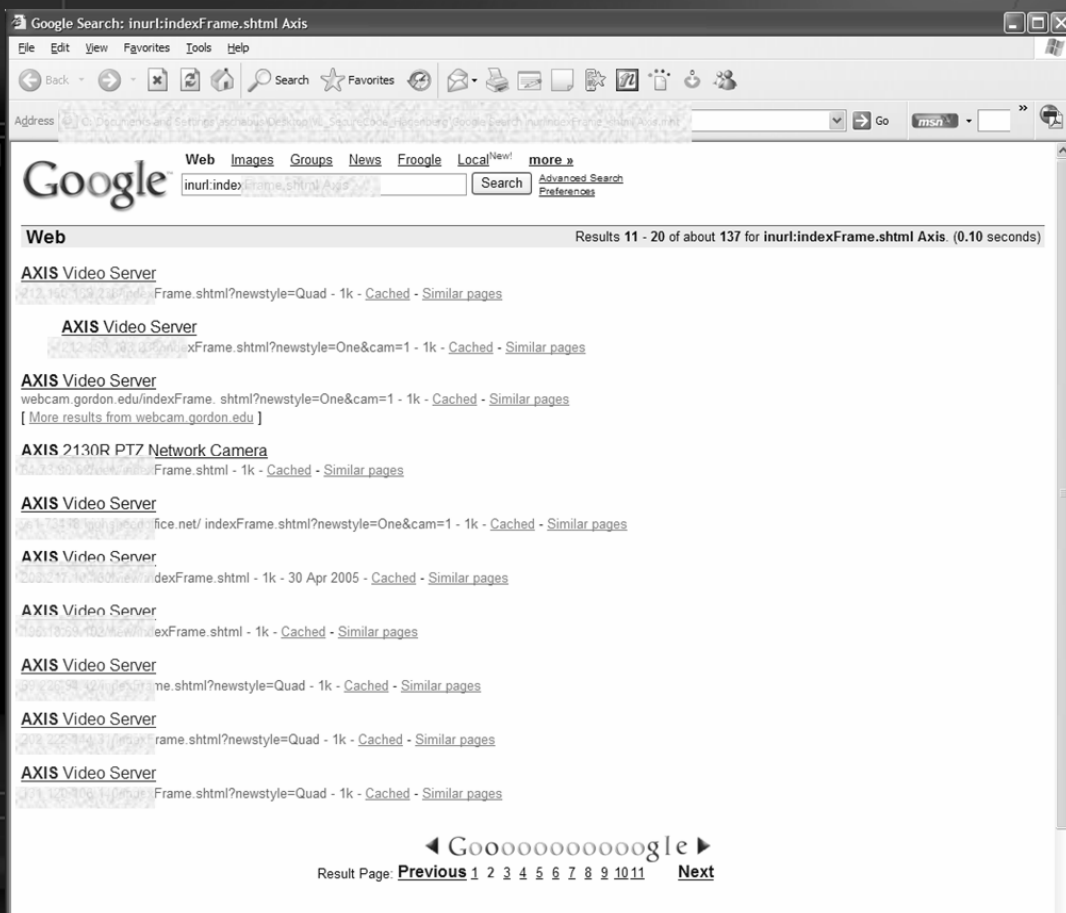 Google Search: inurl:indexFrame.shtml Axis
File Edit View Favorites Tools Help
Back Search Favorites
Address Go msn »
Web Images Groups News Froogle Local New! more »
Google™
inurl:index Search Advanced Search
Preferences
Web Results 11 - 20 of about 137 for inurl:indexFrame.shtml Axis. (0.10 seconds)
AXIS Video Server
Frame.shtml?newstyle=Quad - 1k - Cached - Similar pages
AXIS Video Server
xFrame.shtml?newstyle=One&cam=1 - 1k - Cached - Similar pages
AXIS Video Server
webcam.gordon.edu/indexFrame. shtml?newstyle=One&cam=1 - 1k - Cached - Similar pages
[ More results from webcam.gordon.edu ]
AXIS 2130R PTZ Network Camera
Frame.shtml - 1k - Cached - Similar pages
AXIS Video Server
fice.net/ indexFrame.shtml?newstyle=One&cam=1 - 1k - Cached - Similar pages
AXIS Video Server
dexFrame.shtml - 1k - 30 Apr 2005 - Cached - Similar pages
AXIS Video Server
exFrame.shtml - 1k - Cached - Similar pages
AXIS Video Server
me.shtml?newstyle=Quad - 1k - Cached - Similar pages
AXIS Video Server
rame.shtml?newstyle=Quad - 1k - Cached - Similar pages
AXIS Video Server
Frame.shtml?newstyle=Quad - 1k - Cached - Similar pages
Goooooooooogle
Result Page: Previous 1 2 3 4 5 6 7 8 9 10 11 Next